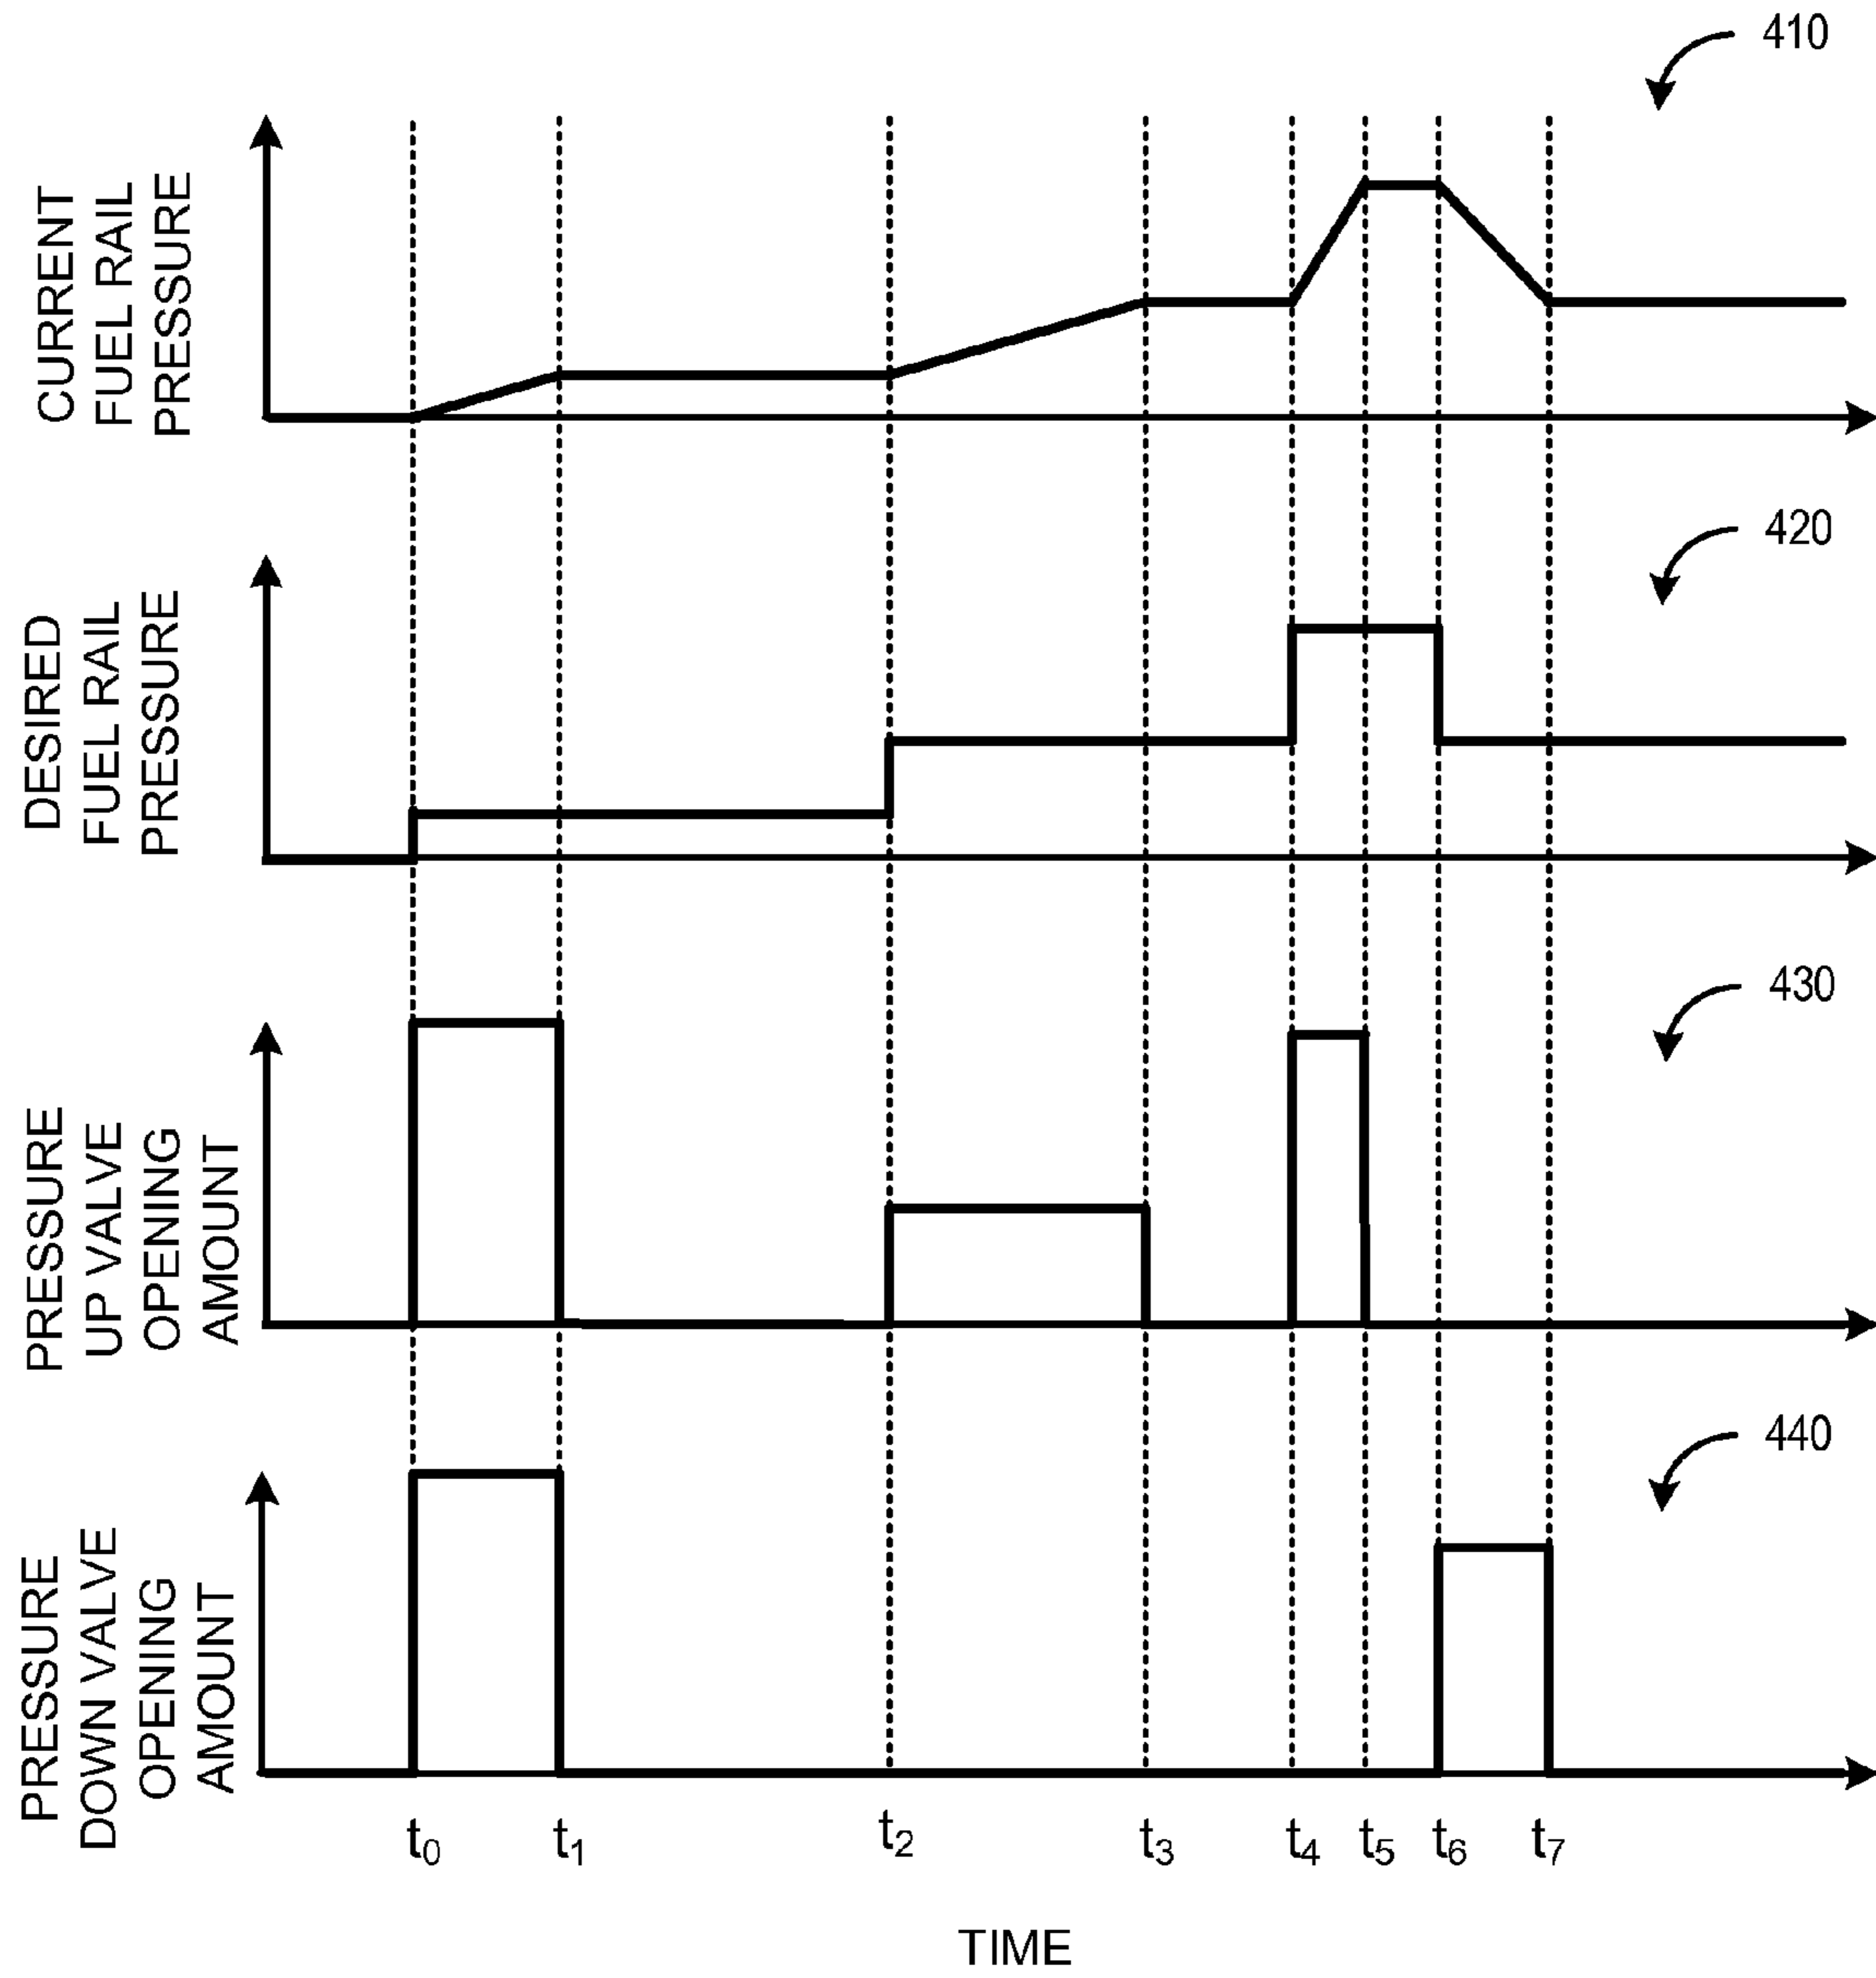 410
CURRENT
FUEL RAIL
PRESSURE
420
DESIRED
FUEL RAIL
PRESSURE
430
PRESSURE
UP VALVE
OPENING
AMOUNT
440
PRESSURE
DOWN VALVE
OPENING
AMOUNT
t0 t1 t2 t3 t4 t5 t6 t7
TIME